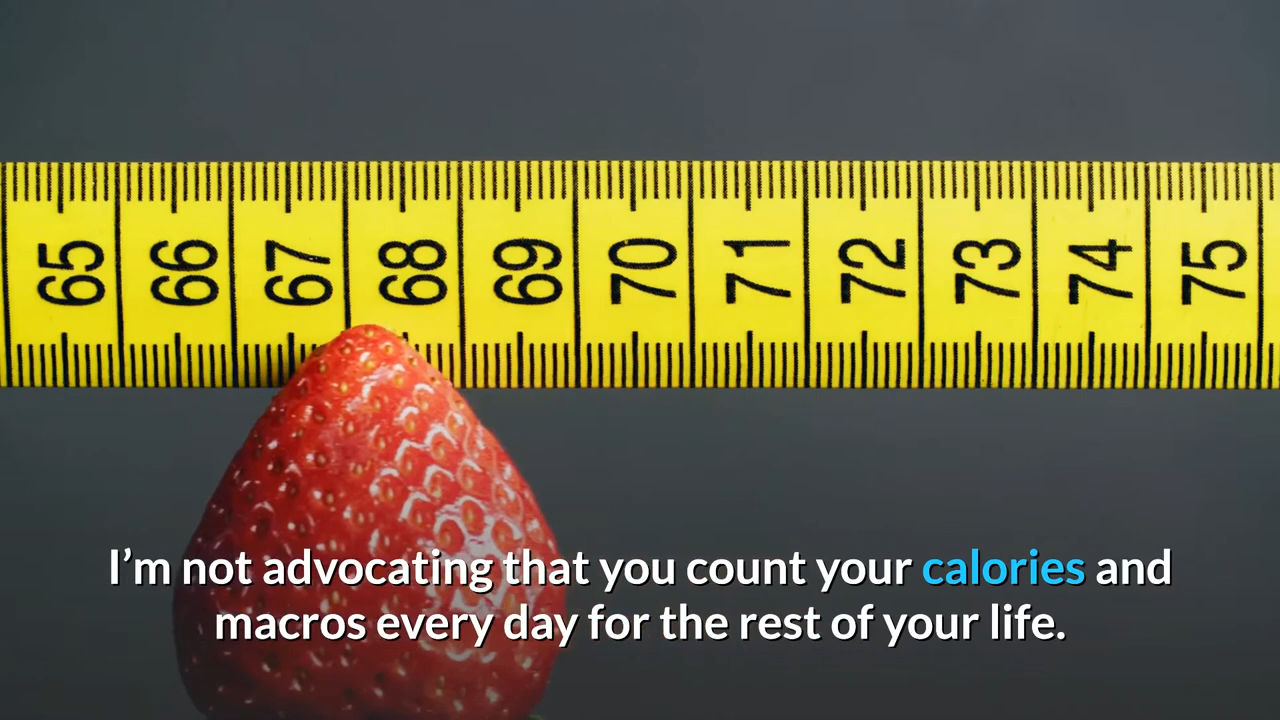 65 66 67 68 69 70 71 72 73 74 75
I’m not advocating that you count your calories and
macros every day for the rest of your life.